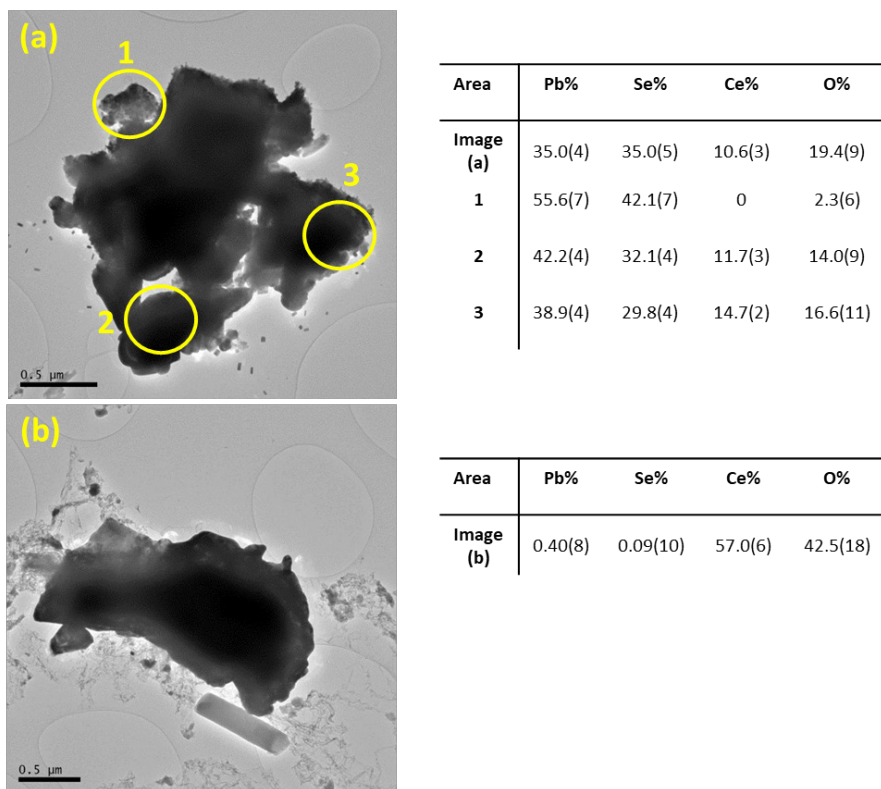 (a)
1
3
2
0.5 µm
Area Pb% Se% Ce% O%
Image (a) 35.0(4) 35.0(5) 10.6(3) 19.4(9)
1 55.6(7) 42.1(7) 0 2.3(6)
2 42.2(4) 32.1(4) 11.7(3) 14.0(9)
3 38.9(4) 29.8(4) 14.7(2) 16.6(11)
(b)
0.5 µm
Area Pb% Se% Ce% O%
Image (b) 0.40(8) 0.09(10) 57.0(6) 42.5(18)